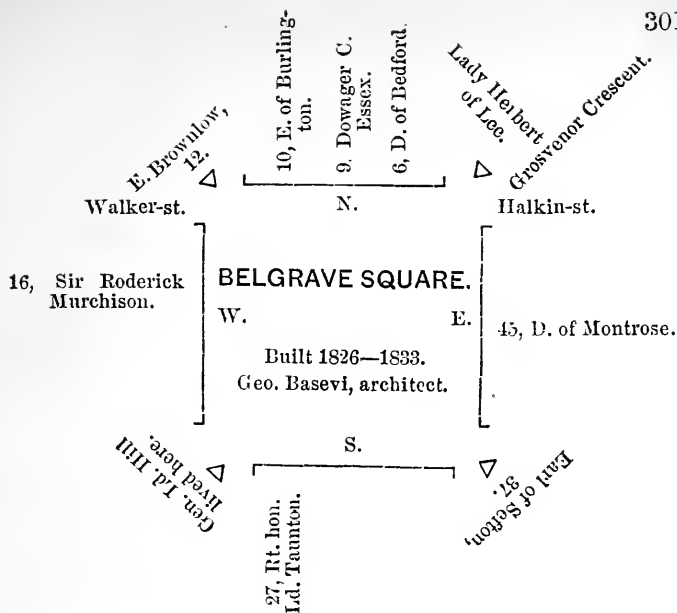 301
10, E. of Burling-
ton.
9. Dowager C.
Essex.
6, D. of Bedford.
Lady Herbert
of Lee.
Grosvenor Crescent.
E. Brownlow,
12.
Walker-st.
N.
Halkin-st.
16, Sir Roderick
Murchison.
BELGRAVE SQUARE.
W.
E.
45, D. of Montrose.
Built 1826—1833.
Geo. Basevi, architect.
S.
Gen. Ld. Hill
lived here.
27, Rt. hon.
Ld. Taunton.
Earl of Sefton,
37.